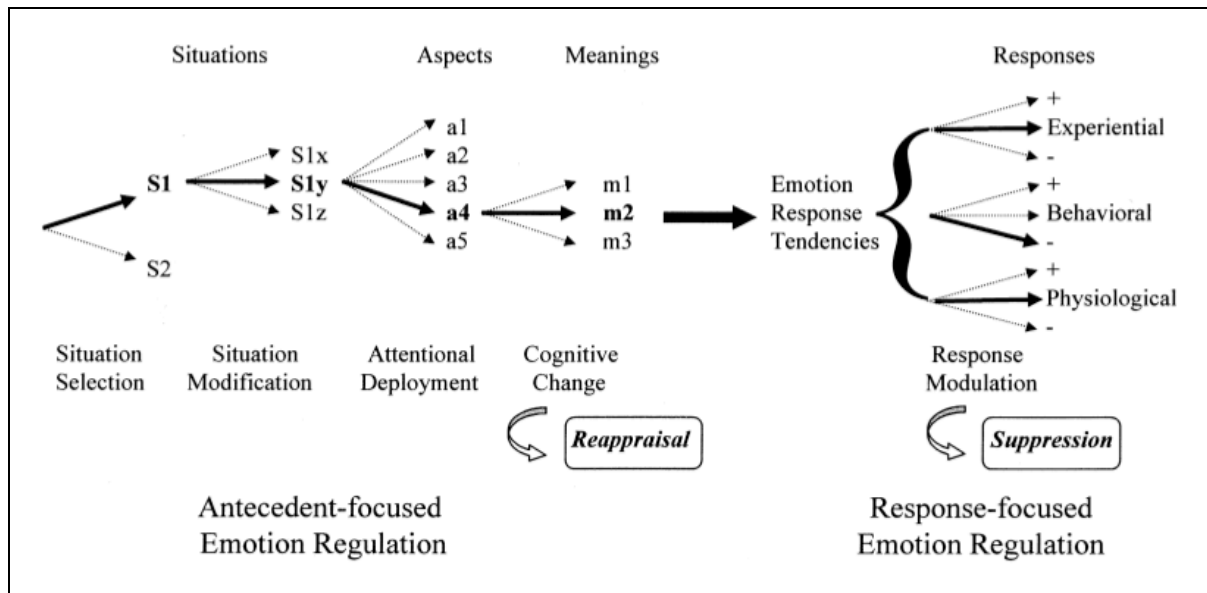 Situations Aspects Meanings Responses
+
a1 Experiential
S1x a2 -
S1 S1y a3 m1 Emotion +
S1z a4 m2 Response Behavioral
a5 m3 Tendencies -
S2 +
Physiological
-
Situation Situation Attentional Cognitive Response
Selection Modification Deployment Change Modulation
Reappraisal Suppression
Antecedent-focused Response-focused
Emotion Regulation Emotion Regulation